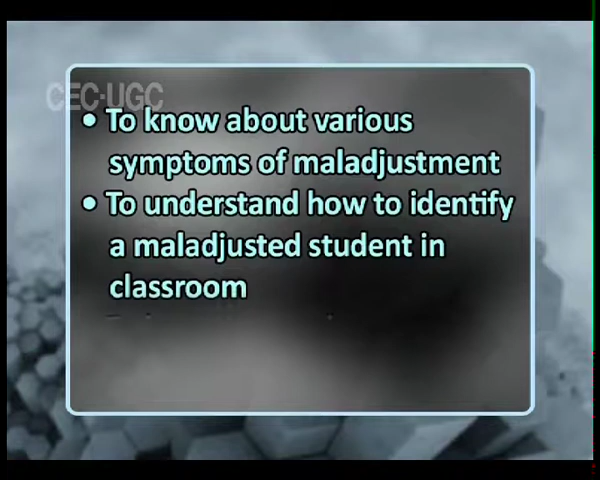 CEC-UGC
• To know about various
symptoms of maladjustment
• To understand how to identify
a maladjusted student in
classroom